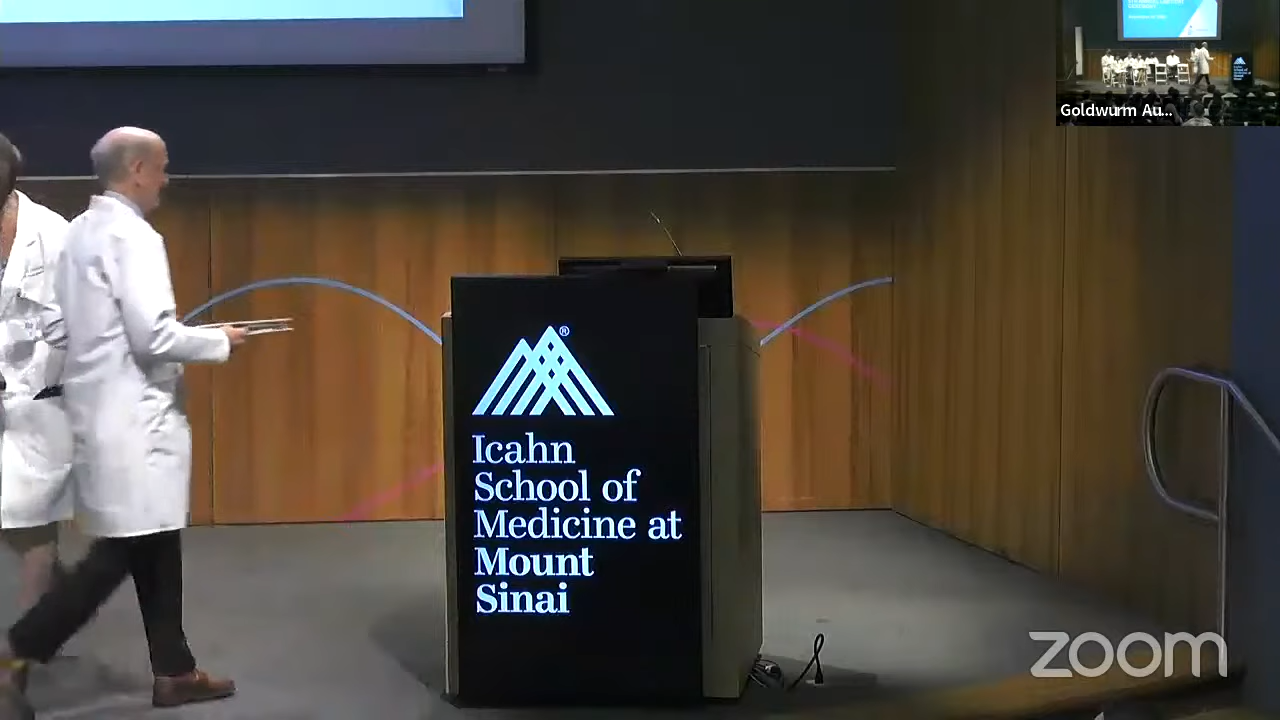 Goldwurm Au...
®
Icahn
School of
Medicine at
Mount
Sinai
zoom